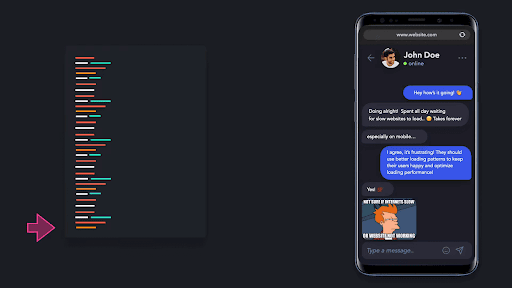 www.website.com
John Doe
online
Hey how's it going! 👋
Doing alright! Spent all day waiting
for slow websites to load.. 😔 Takes forever
especially on mobile...
I agree, it's frustrating! They should
use better loading patterns to keep
their users happy and optimize
loading performance!
Yes! 💯
NOT SURE IF INTERNETS SLOW
OR WEBSITE NOT WORKING
Type a message..